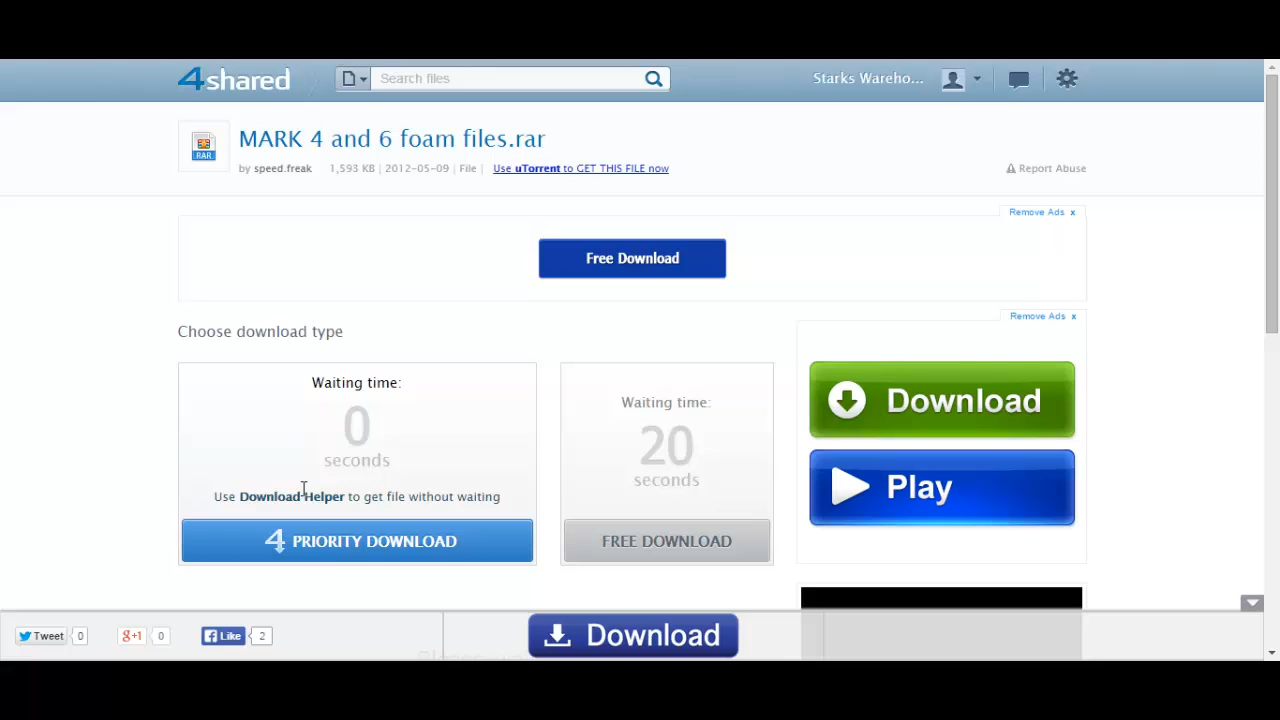 4shared
Search files
Starks Wareho...
MARK 4 and 6 foam files.rar
RAR
by speed.freak 1,593 KB | 2012-05-09 | File | Use uTorrent to GET THIS FILE now
Report Abuse
Remove Ads x
Free Download
Choose download type
Remove Ads x
Waiting time:
0
seconds
Use Download Helper to get file without waiting
4 PRIORITY DOWNLOAD
Waiting time:
20
seconds
FREE DOWNLOAD
Download
Play
Tweet 0
g+1 0
Like 2
Download